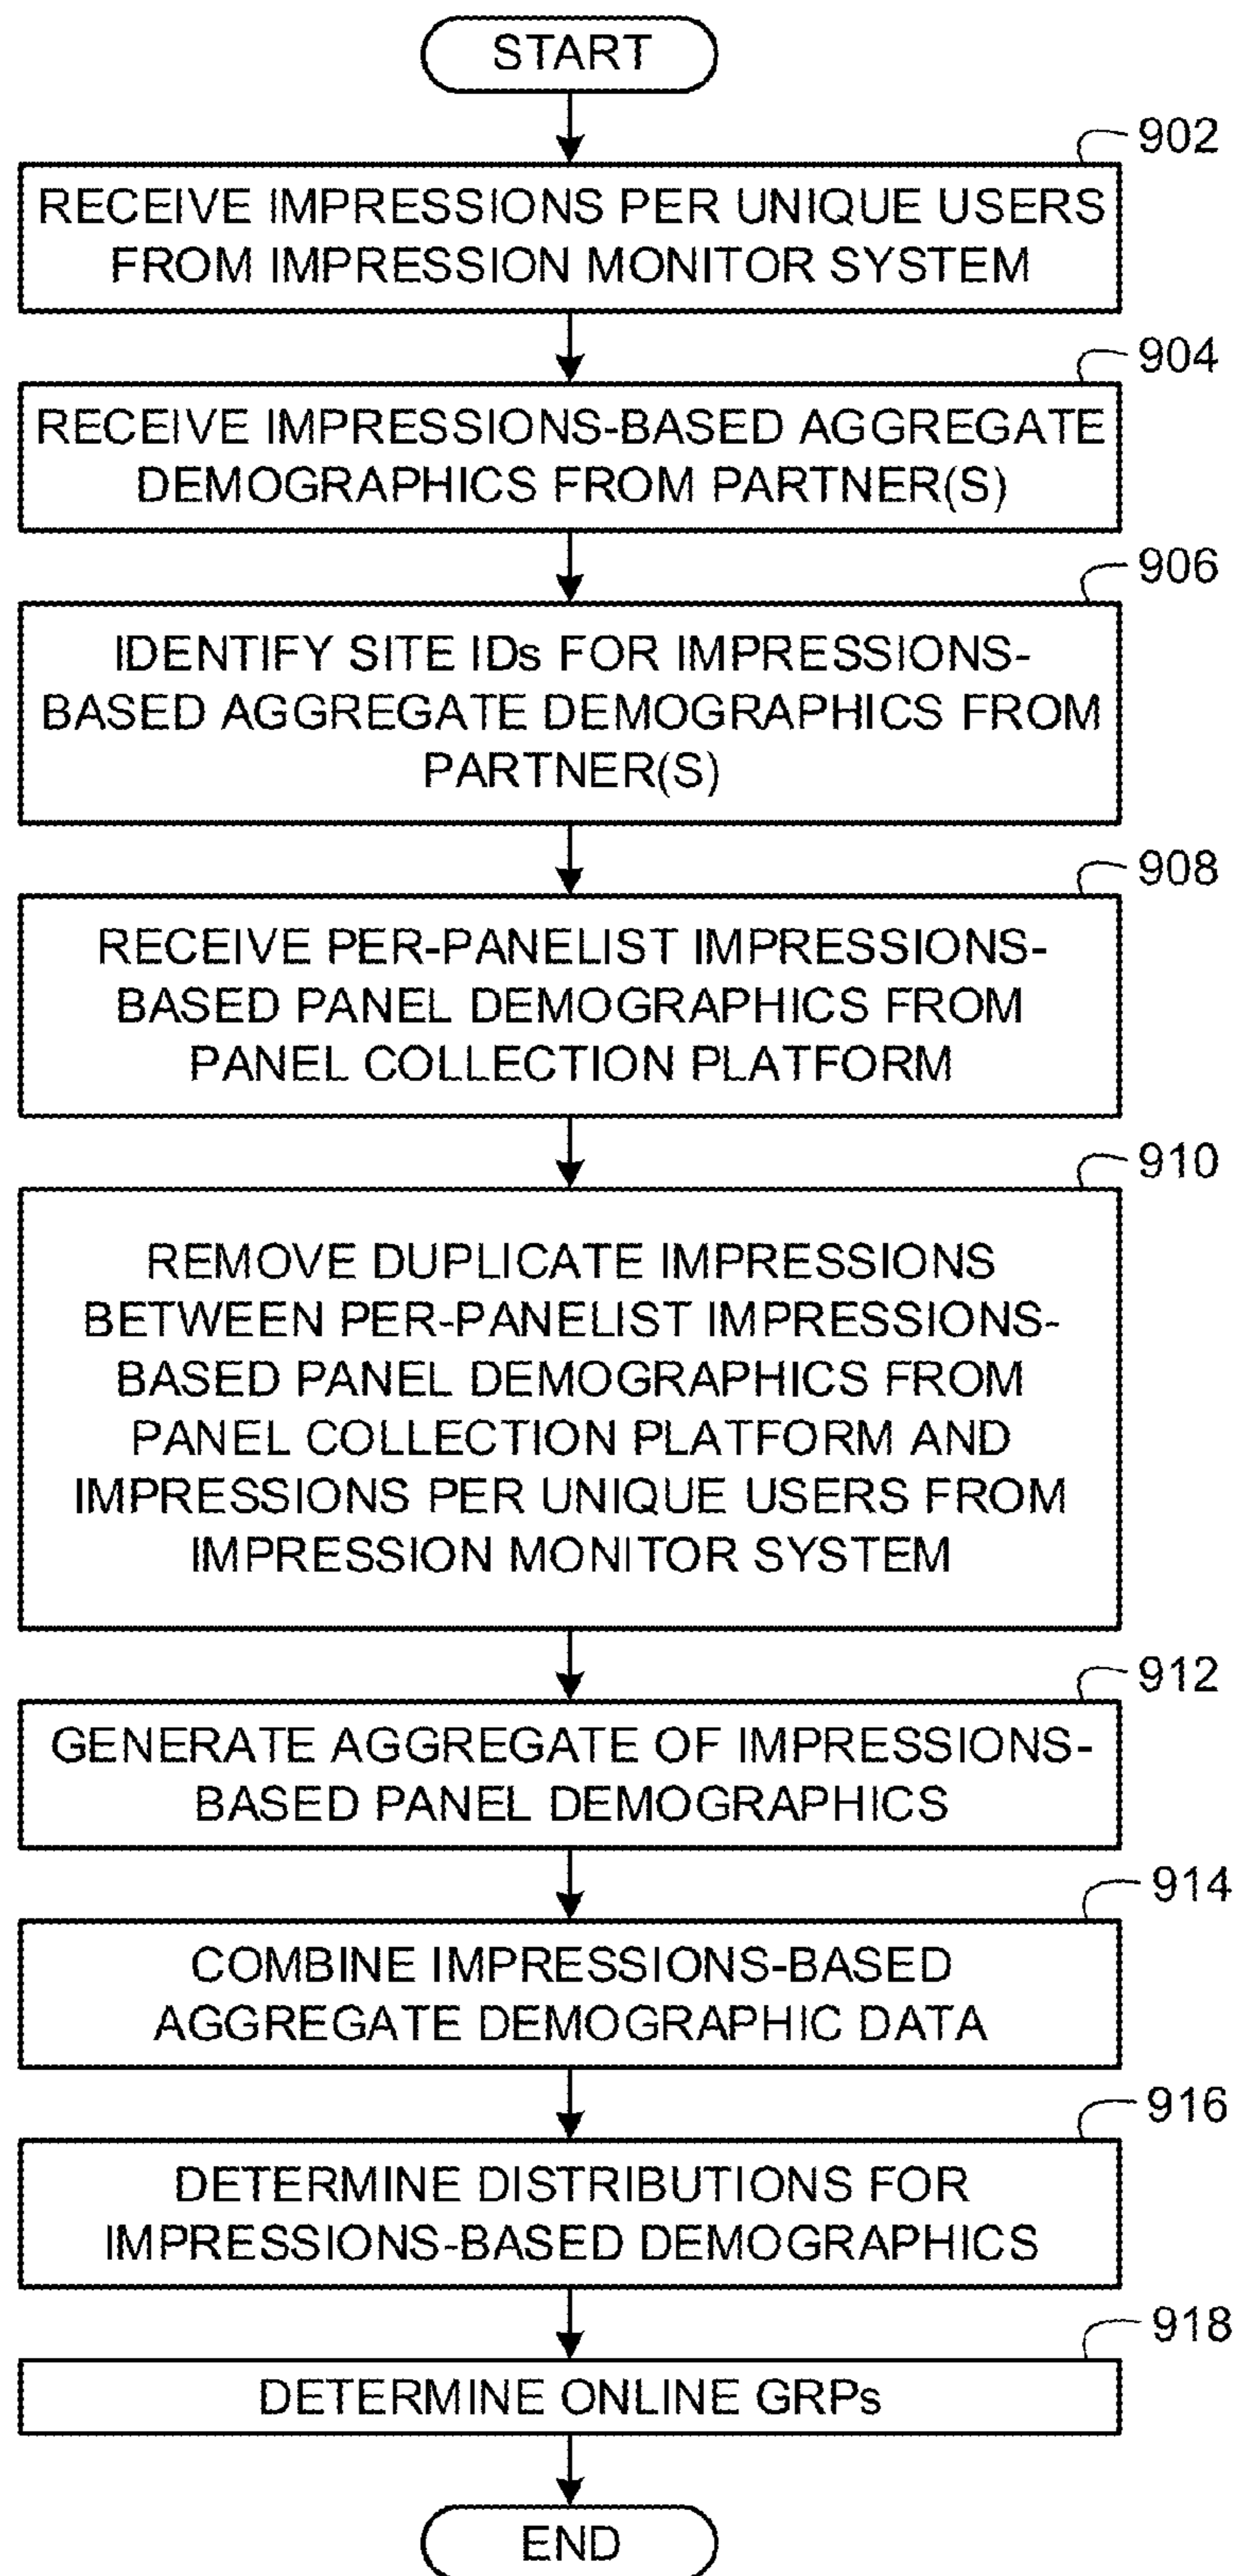 START
902
RECEIVE IMPRESSIONS PER UNIQUE USERS
FROM IMPRESSION MONITOR SYSTEM
904
RECEIVE IMPRESSIONS-BASED AGGREGATE
DEMOGRAPHICS FROM PARTNER(S)
906
IDENTIFY SITE IDs FOR IMPRESSIONS-
BASED AGGREGATE DEMOGRAPHICS FROM
PARTNER(S)
908
RECEIVE PER-PANELIST IMPRESSIONS-
BASED PANEL DEMOGRAPHICS FROM
PANEL COLLECTION PLATFORM
910
REMOVE DUPLICATE IMPRESSIONS
BETWEEN PER-PANELIST IMPRESSIONS-
BASED PANEL DEMOGRAPHICS FROM
PANEL COLLECTION PLATFORM AND
IMPRESSIONS PER UNIQUE USERS FROM
IMPRESSION MONITOR SYSTEM
912
GENERATE AGGREGATE OF IMPRESSIONS-
BASED PANEL DEMOGRAPHICS
914
COMBINE IMPRESSIONS-BASED
AGGREGATE DEMOGRAPHIC DATA
916
DETERMINE DISTRIBUTIONS FOR
IMPRESSIONS-BASED DEMOGRAPHICS
918
DETERMINE ONLINE GRPs
END